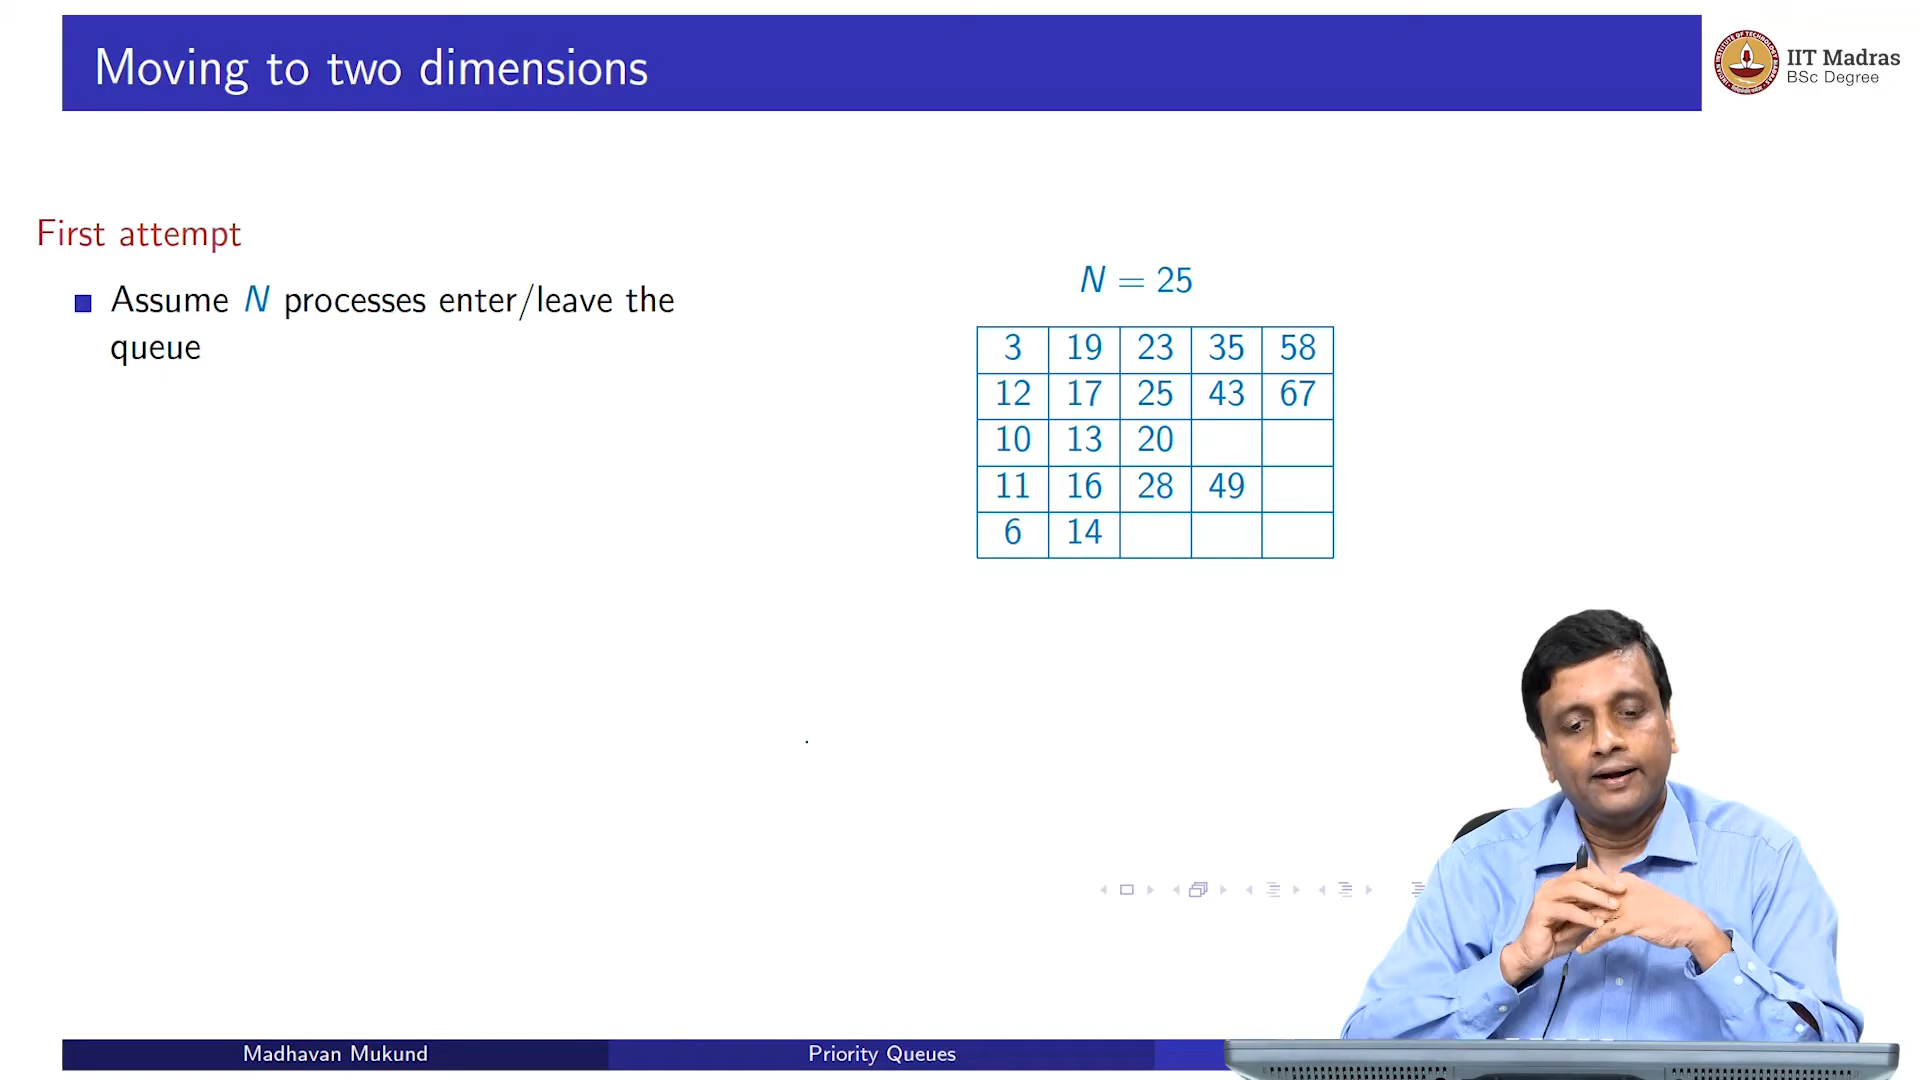 Moving to two dimensions
IIT Madras
BSc Degree
First attempt
Assume N processes enter/leave the
queue
N = 25
3 19 23 35 58
12 17 25 43 67
10 13 20
11 16 28 49
6 14
Madhavan Mukund
Priority Queues